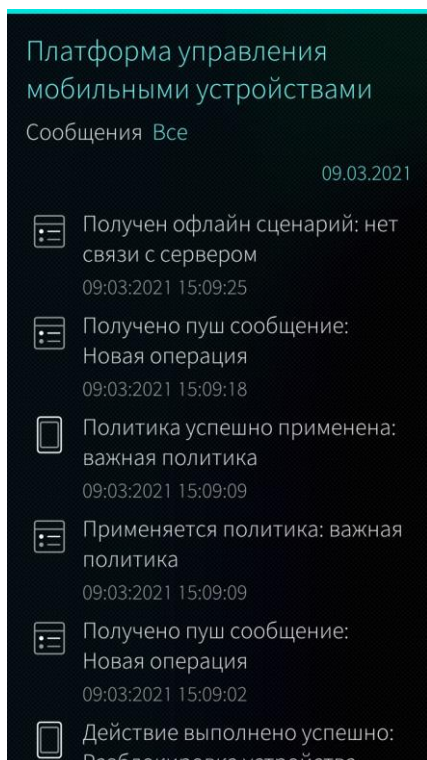 Платформа управления
мобильными устройствами
Сообщения Все
09.03.2021
Получен офлайн сценарий: нет
связи с сервером
09:03:2021 15:09:25
Получено пуш сообщение:
Новая операция
09:03:2021 15:09:18
Политика успешно применена:
важная политика
09:03:2021 15:09:09
Применяется политика: важная
политика
09:03:2021 15:09:09
Получено пуш сообщение:
Новая операция
09:03:2021 15:09:02
Действие выполнено успешно:
Разблокировка устройства